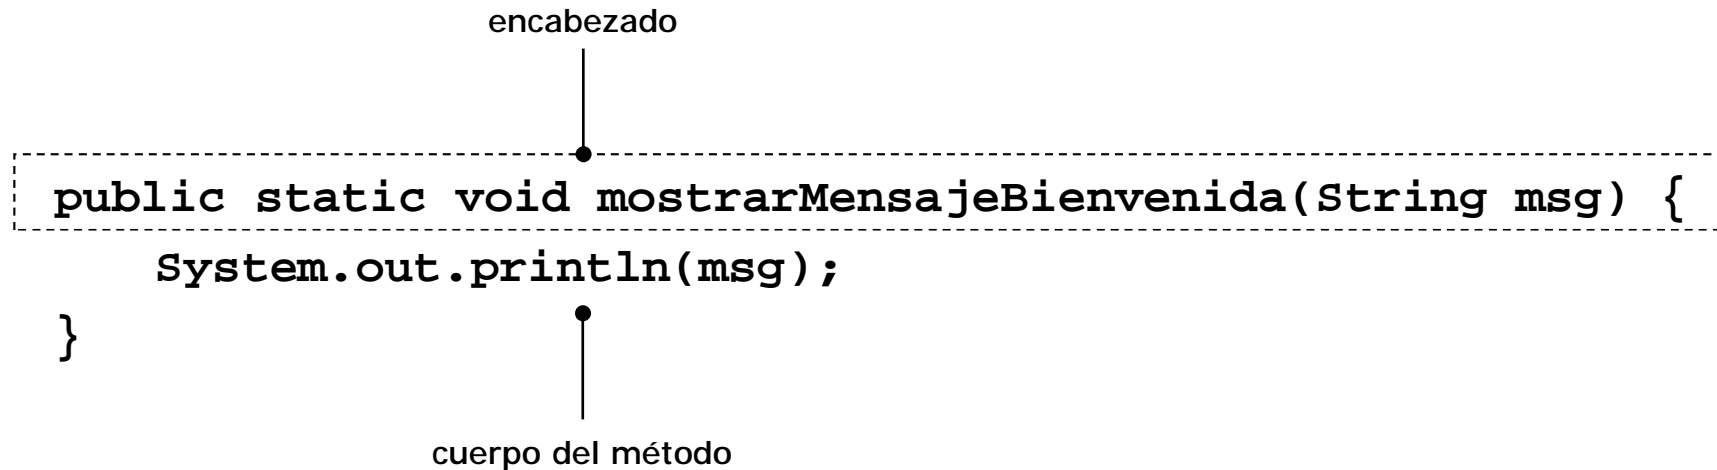 encabezado
public static void mostrarMensajeBienvenida(String msg) {
System.out.println(msg);
}
cuerpo del método